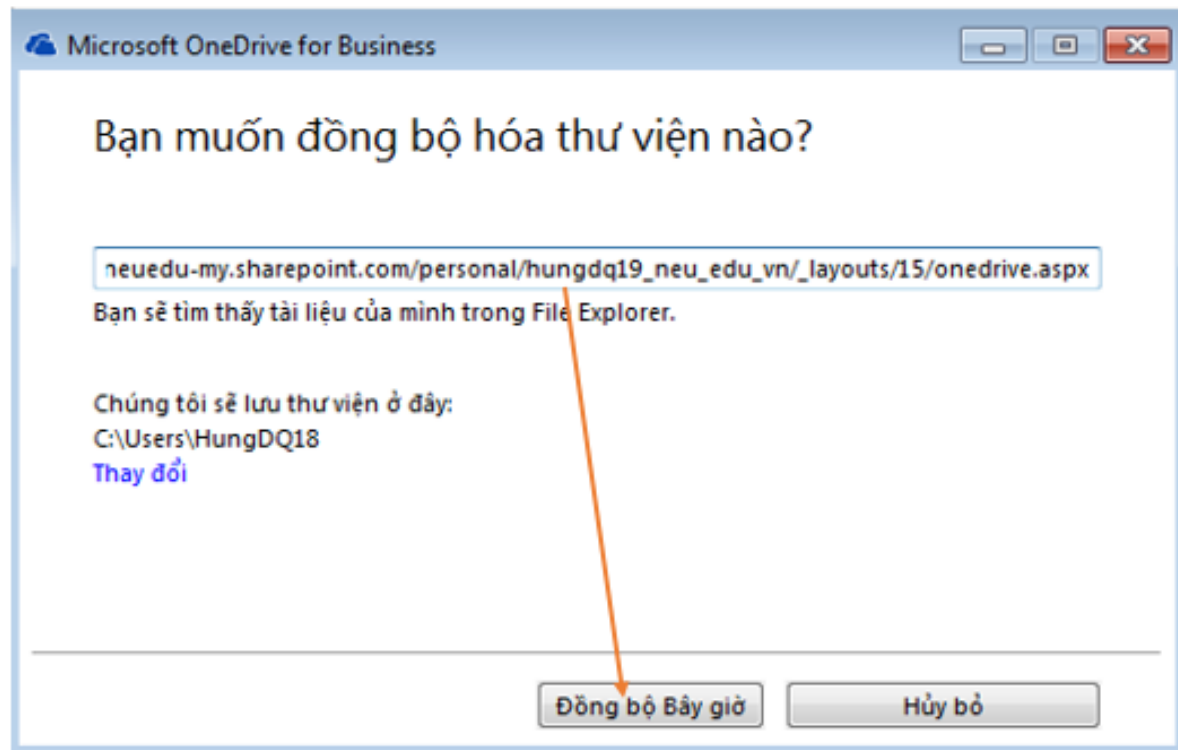 Microsoft OneDrive for Business
Bạn muốn đồng bộ hóa thư viện nào?
neuedu-my.sharepoint.com/personal/hungdq19_neu_edu_vn/_layouts/15/onedrive.aspx
Bạn sẽ tìm thấy tài liệu của mình trong File Explorer.
Chúng tôi sẽ lưu thư viện ở đây:
C:\Users\HungDQ18
Thay đổi
Đồng bộ Bây giờ
Hủy bỏ